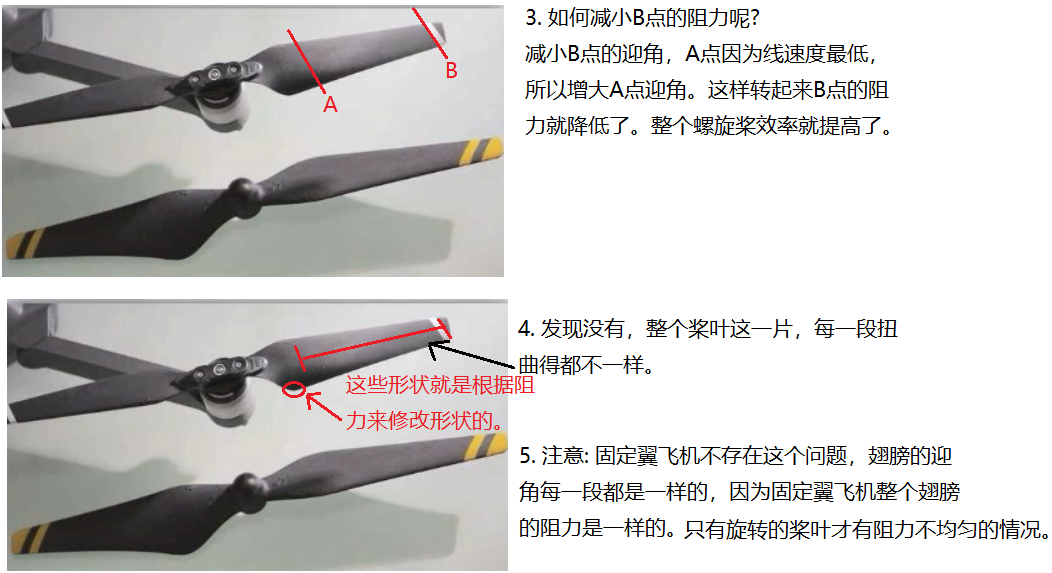 3. 如何减小B点的阻力呢?
减小B点的迎角，A点因为线速度最低，
所以增大A点迎角。这样转起来B点的阻
力就降低了。整个螺旋桨效率就提高了。
A
B
4. 发现没有，整个桨叶这一片，每一段扭
曲得都不一样。
这些形状就是根据阻
力来修改形状的。
5. 注意: 固定翼飞机不存在这个问题，翅膀的迎
角每一段都是一样的，因为固定翼飞机整个翅膀
的阻力是一样的。只有旋转的桨叶才有阻力不均匀的情况。